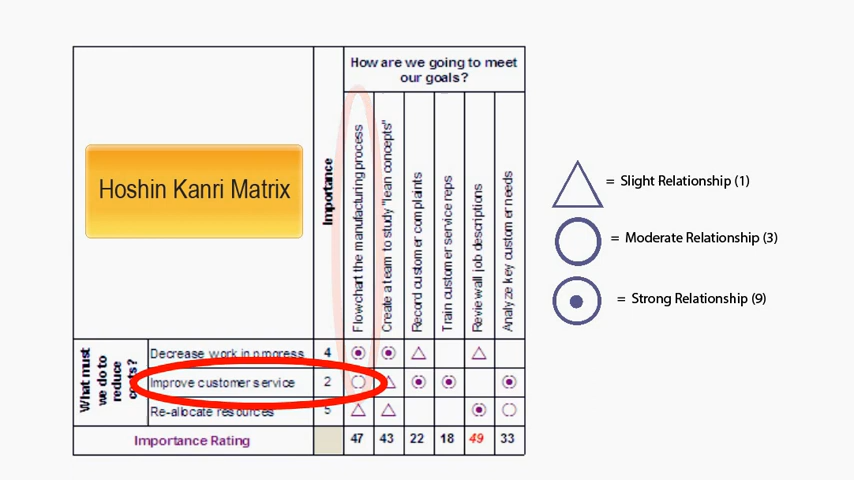 How are we going to meet
our goals?
Hoshin Kanri Matrix
Importance
Flowchart the manufacturing process
Create a team to study "lean concepts"
Record customer complaints
Train customer service reps
Review all job descriptions
Analyze key customer needs
= Slight Relationship (1)
= Moderate Relationship (3)
= Strong Relationship (9)
What must
we do to
reduce
costs?
Decrease work in progress 4
Improve customer service 2
Re-allocate resources 5
Importance Rating 47 43 22 18 49 33